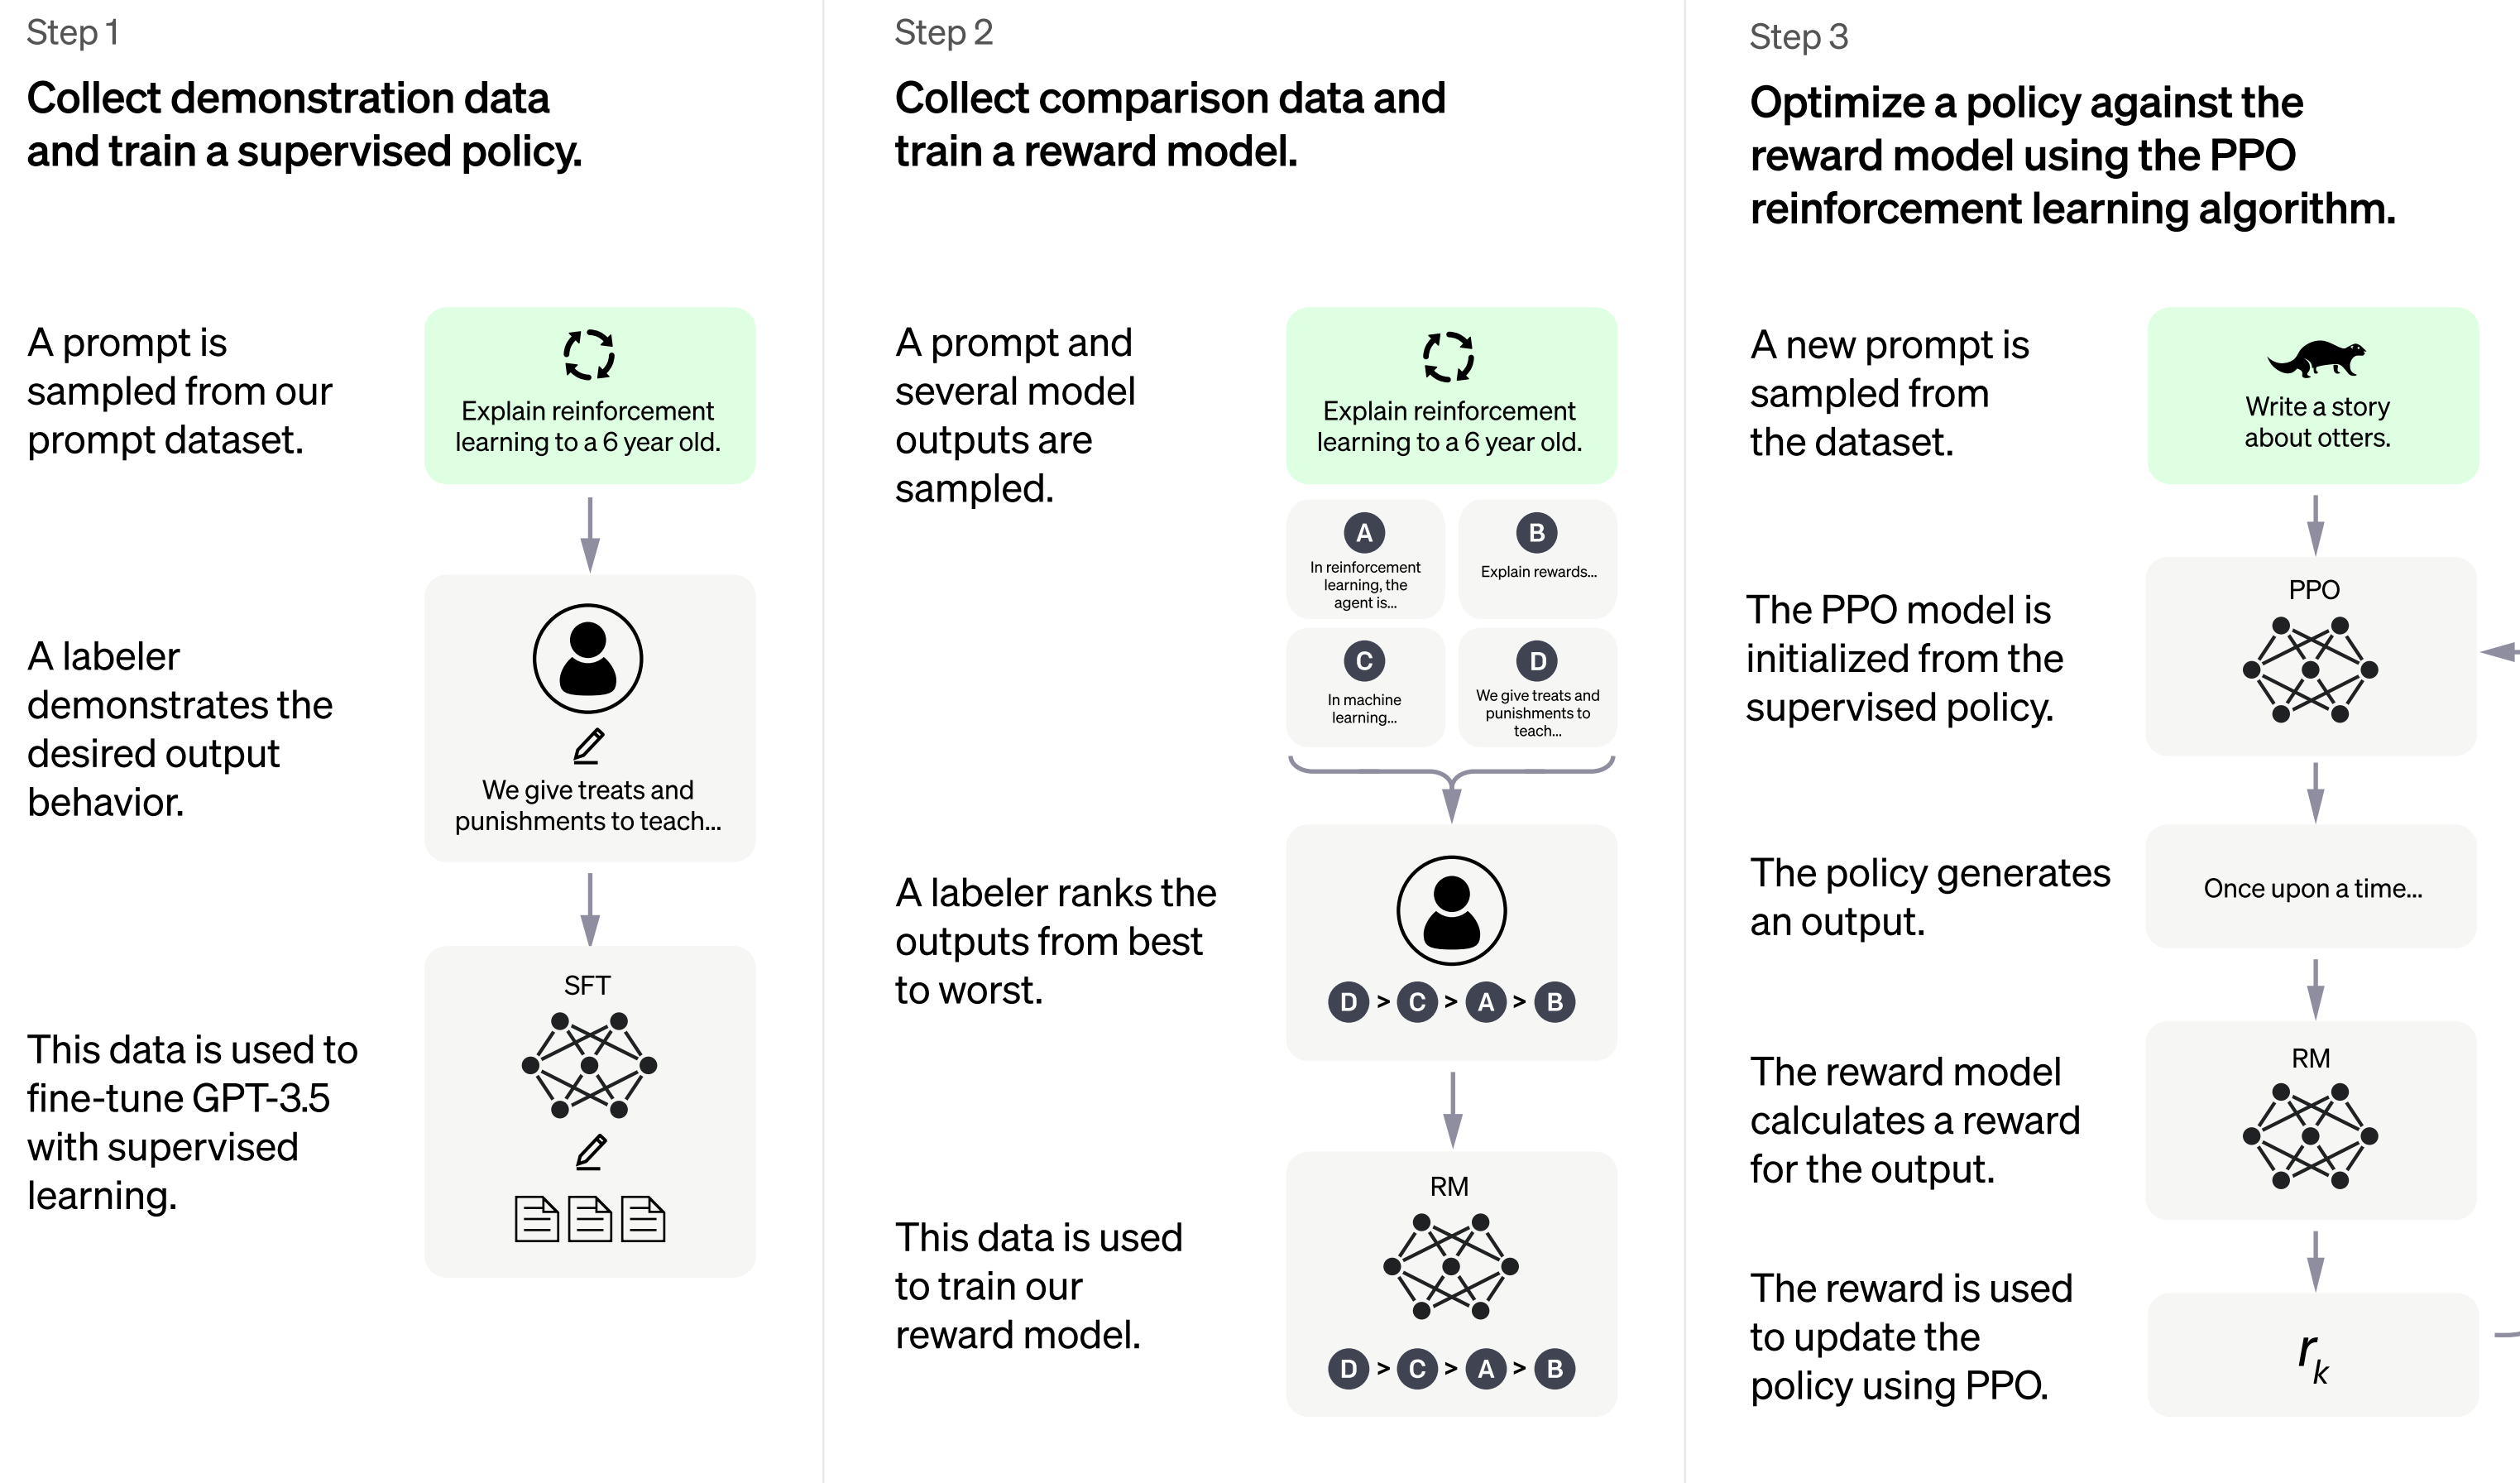 Step 1
Collect demonstration data
and train a supervised policy.
A prompt is
sampled from our
prompt dataset.
Explain reinforcement
learning to a 6 year old.
A labeler
demonstrates the
desired output
behavior.
We give treats and
punishments to teach...
This data is used to
fine-tune GPT-3.5
with supervised
learning.
SFT
Step 2
Collect comparison data and
train a reward model.
A prompt and
several model
outputs are
sampled.
Explain reinforcement
learning to a 6 year old.
A
In reinforcement
learning, the
agent is...
B
Explain rewards...
C
In machine
learning...
D
We give treats and
punishments to
teach...
A labeler ranks the
outputs from best
to worst.
D > C > A > B
This data is used
to train our
reward model.
RM
D > C > A > B
Step 3
Optimize a policy against the
reward model using the PPO
reinforcement learning algorithm.
A new prompt is
sampled from
the dataset.
Write a story
about otters.
The PPO model is
initialized from the
supervised policy.
PPO
The policy generates
an output.
Once upon a time...
The reward model
calculates a reward
for the output.
RM
The reward is used
to update the
policy using PPO.
r_k